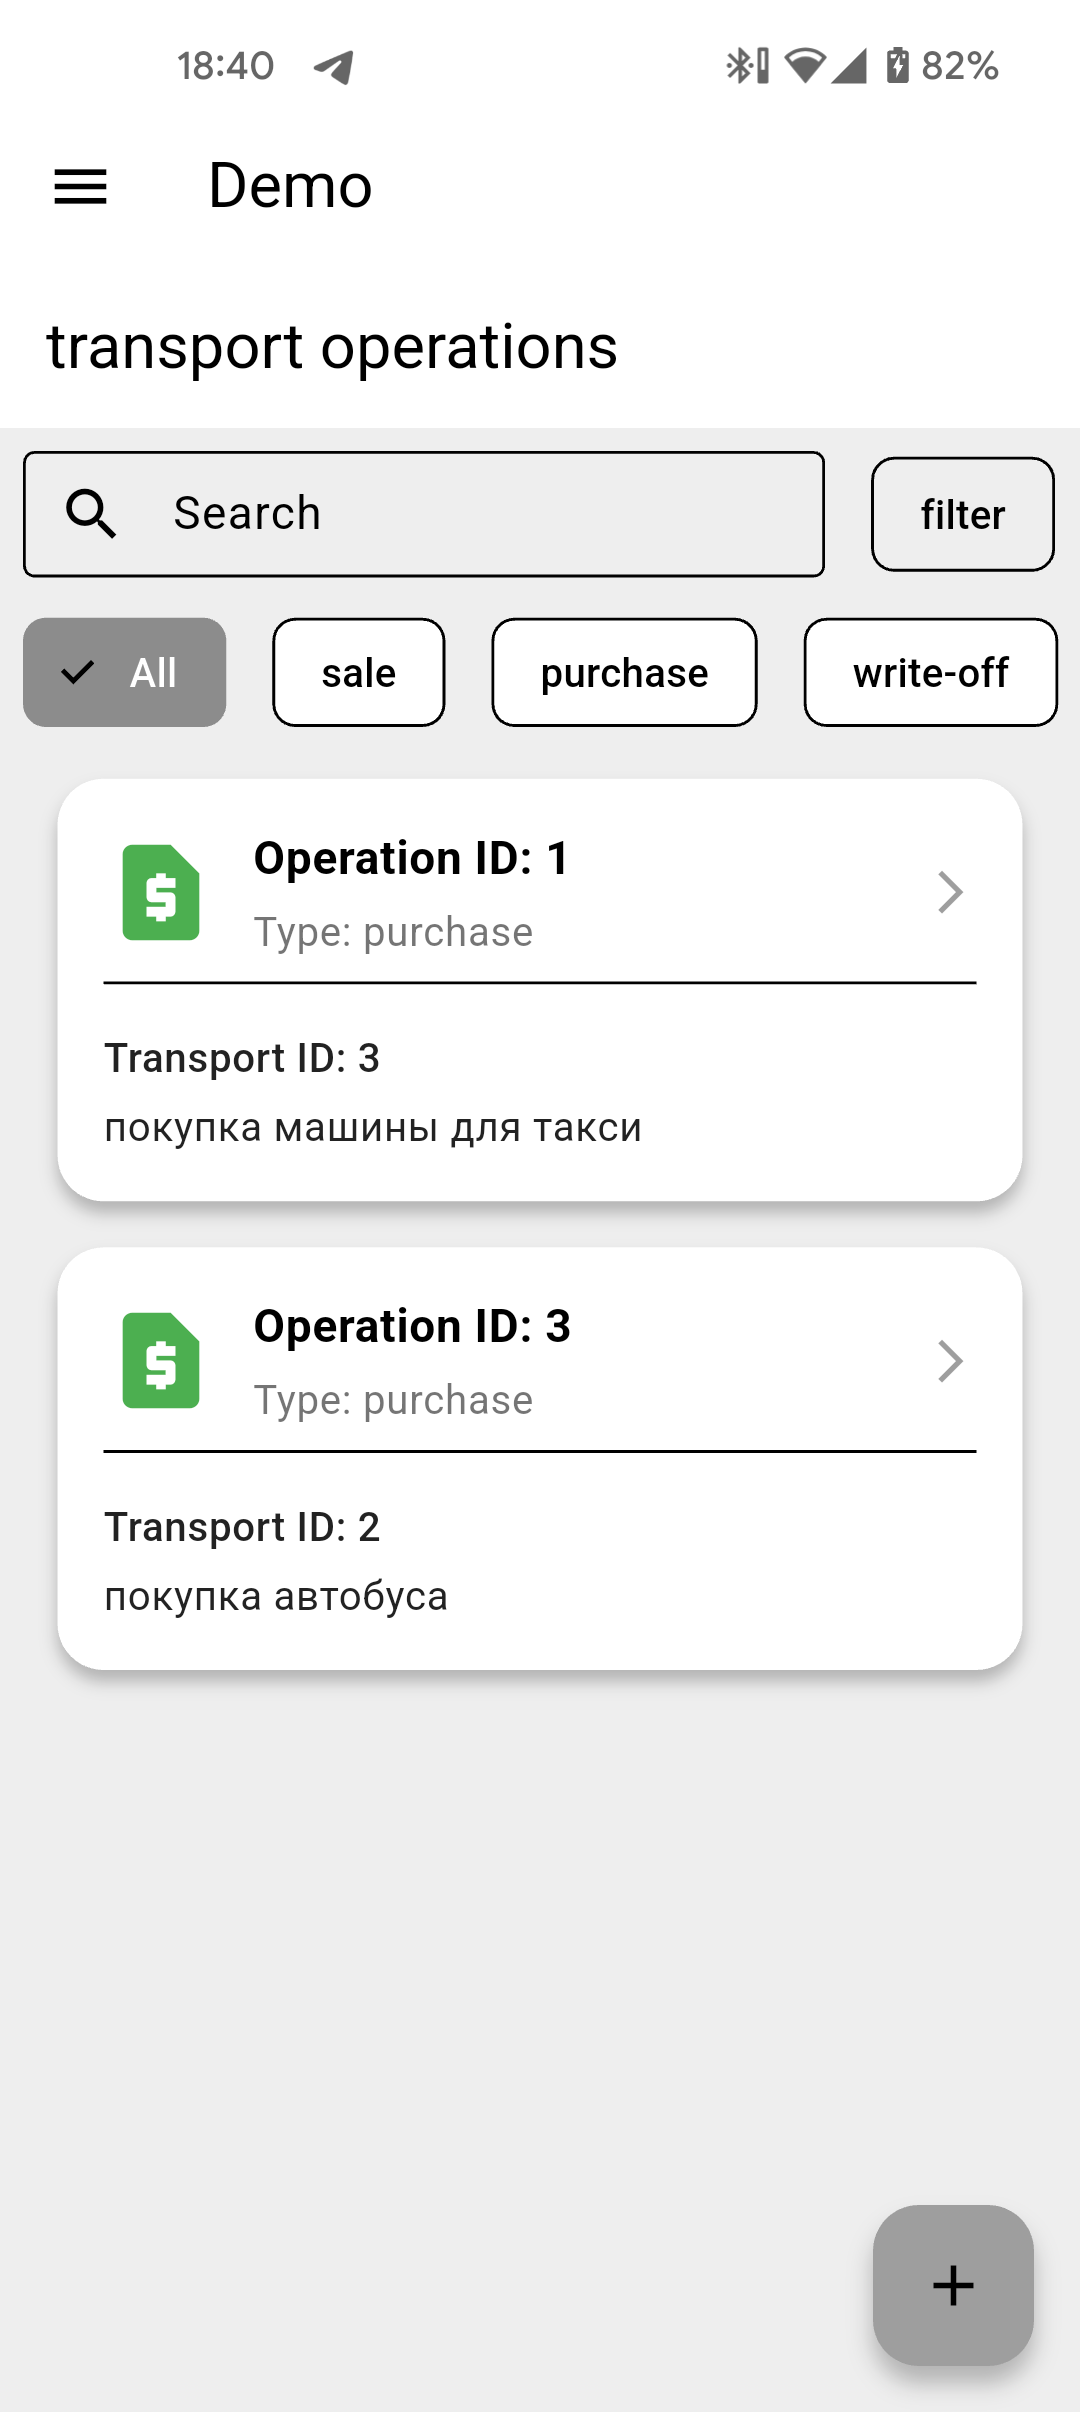 18:40 82%
Demo
transport operations
Search filter
All sale purchase write-off
Operation ID: 1
Type: purchase
Transport ID: 3
покупка машины для такси
Operation ID: 3
Type: purchase
Transport ID: 2
покупка автобуса